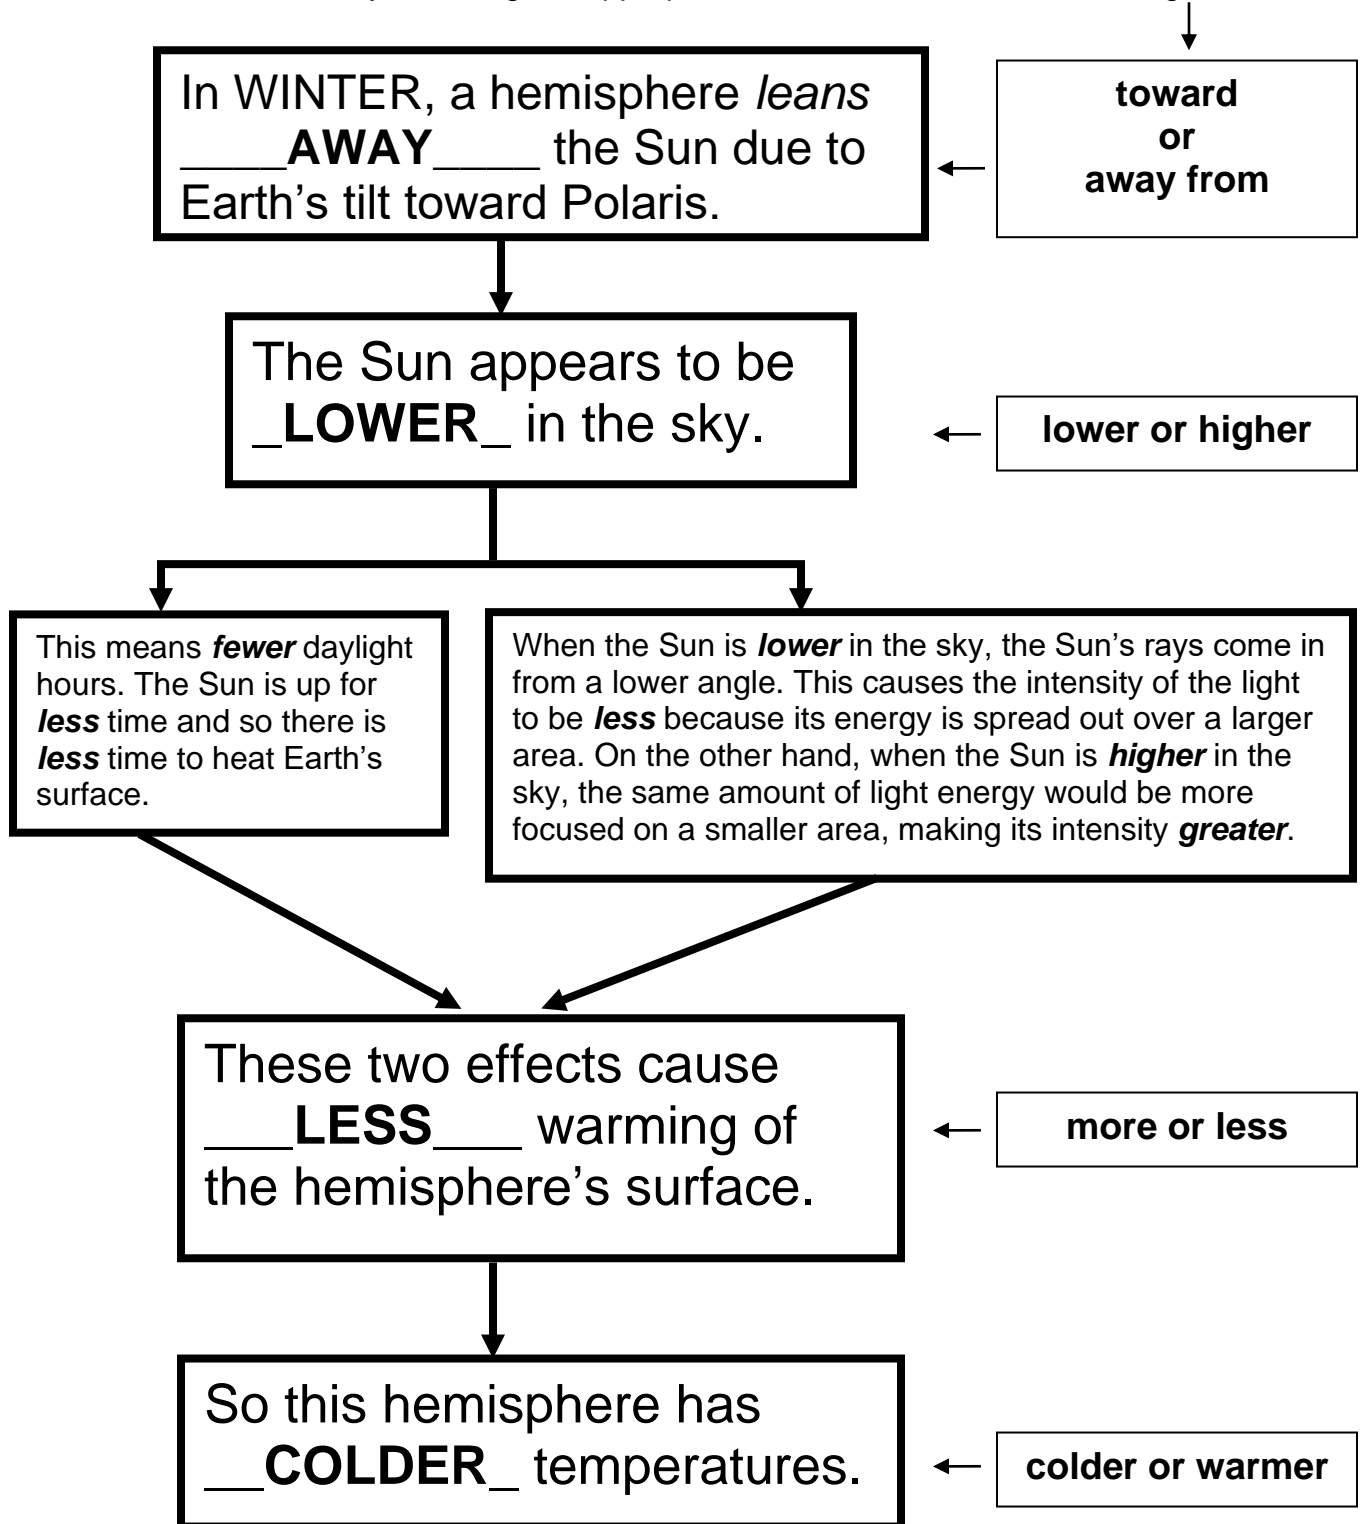 In WINTER, a hemisphere leans
____AWAY____ the Sun due to
Earth’s tilt toward Polaris.
toward
or
away from
The Sun appears to be
_LOWER_ in the sky.
lower or higher
This means fewer daylight
hours. The Sun is up for
less time and so there is
less time to heat Earth’s
surface.
When the Sun is lower in the sky, the Sun’s rays come in
from a lower angle. This causes the intensity of the light
to be less because its energy is spread out over a larger
area. On the other hand, when the Sun is higher in the
sky, the same amount of light energy would be more
focused on a smaller area, making its intensity greater.
These two effects cause
___LESS___ warming of
the hemisphere’s surface.
more or less
So this hemisphere has
__COLDER_ temperatures.
colder or warmer